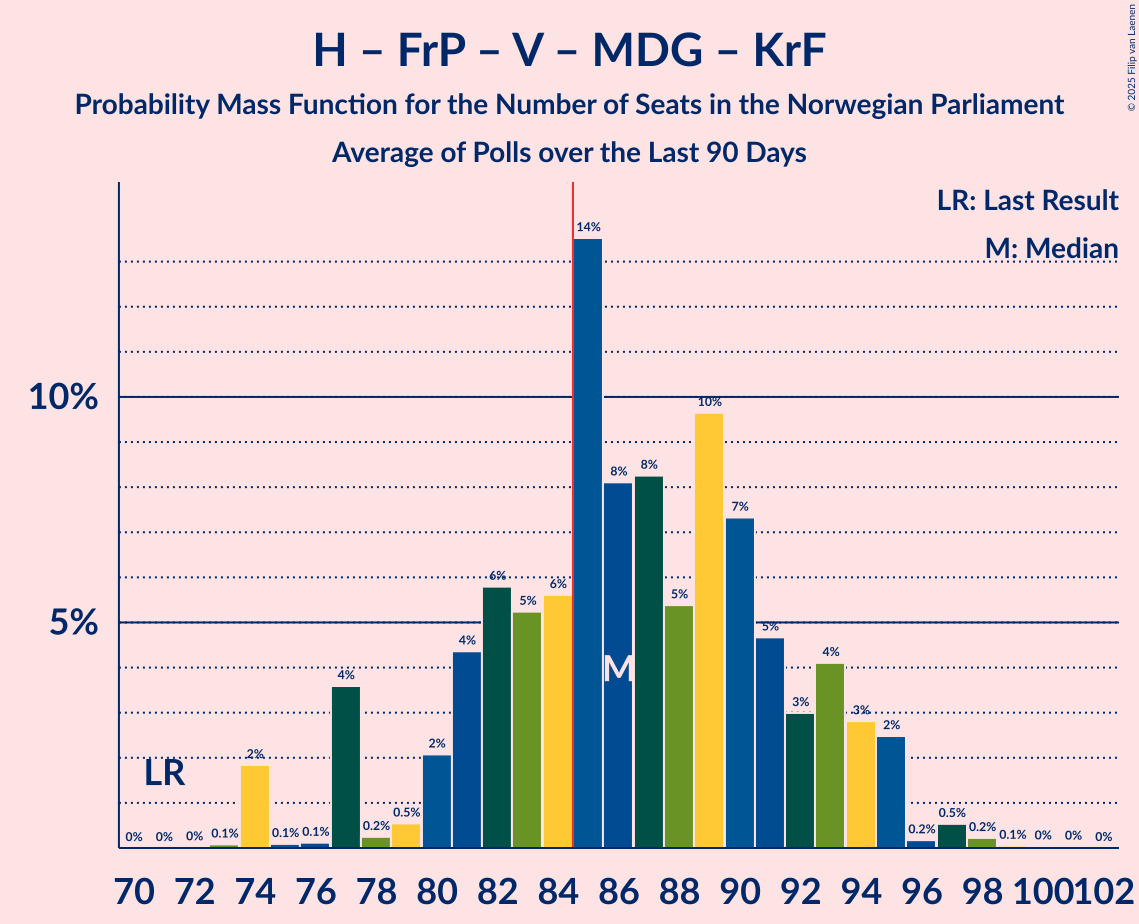 H – FrP – V – MDG – KrF
Probability Mass Function for the Number of Seats in the Norwegian Parliament
Average of Polls over the Last 90 Days
© 2025 Filip van Laenen
LR: Last Result
M: Median
10%
5%
LR
M
0% 0% 0% 0.1% 2% 0.1% 0.1% 4% 0.2% 0.5% 2% 4% 6% 5% 6% 14% 8% 8% 5% 10% 7% 5% 3% 4% 3% 2% 0.2% 0.5% 0.2% 0.1% 0% 0% 0%
70 72 74 76 78 80 82 84 86 88 90 92 94 96 98 100 102